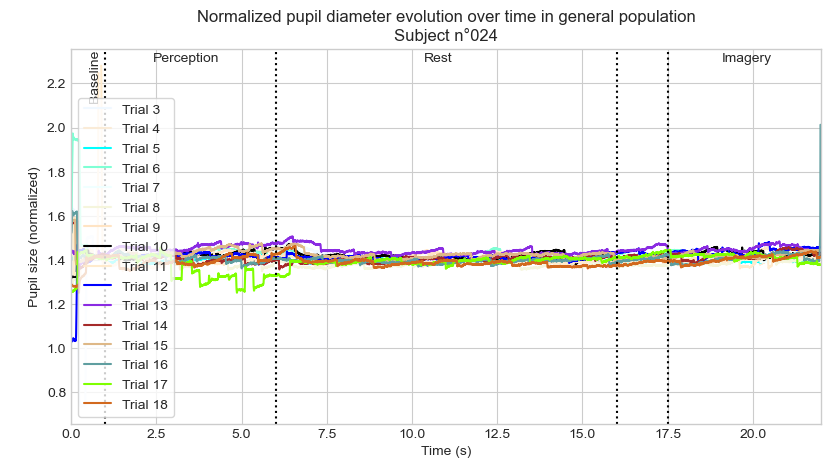 Normalized pupil diameter evolution over time in general population
Subject n°024
Baseline
Perception
Rest
Imagery
Pupil size (normalized)
2.2
2.0
1.8
1.6
1.4
1.2
1.0
0.8
Trial 3
Trial 4
Trial 5
Trial 6
Trial 7
Trial 8
Trial 9
Trial 10
Trial 11
Trial 12
Trial 13
Trial 14
Trial 15
Trial 16
Trial 17
Trial 18
0.0 2.5 5.0 7.5 10.0 12.5 15.0 17.5 20.0
Time (s)